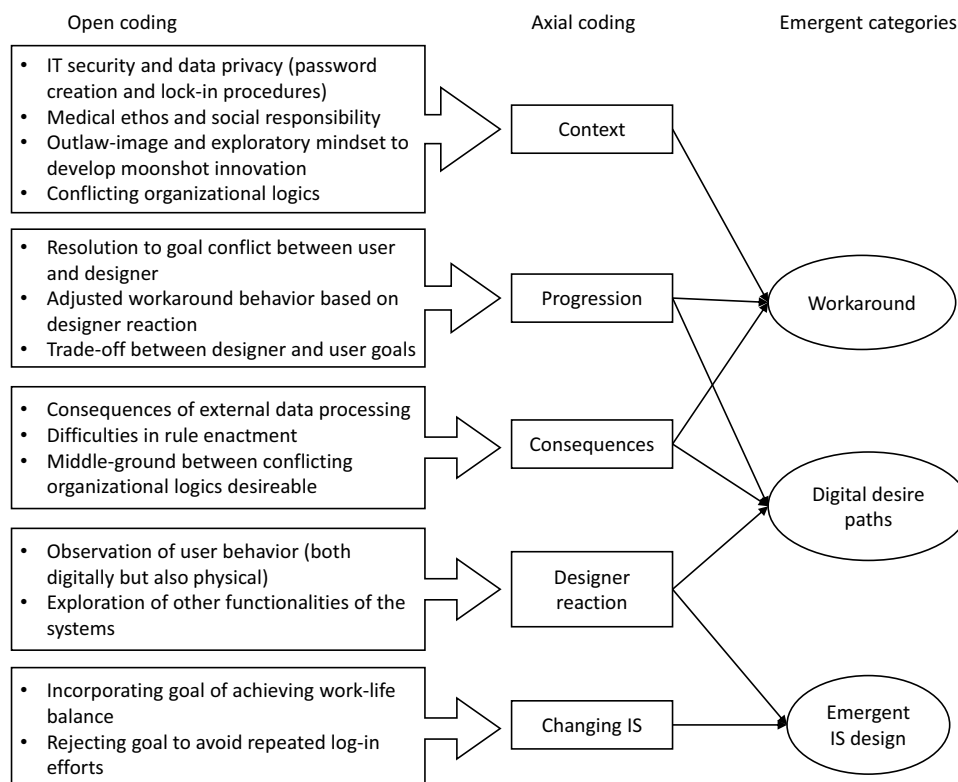 Open coding
Axial coding
Emergent categories
• IT security and data privacy (password
creation and lock-in procedures)
• Medical ethos and social responsibility
• Outlaw-image and exploratory mindset to
develop moonshot innovation
• Conflicting organizational logics
Context
• Resolution to goal conflict between user
and designer
• Adjusted workaround behavior based on
designer reaction
• Trade-off between designer and user goals
Progression
Workaround
• Consequences of external data processing
• Difficulties in rule enactment
• Middle-ground between conflicting
organizational logics desireable
Consequences
Digital desire
paths
• Observation of user behavior (both
digitally but also physical)
• Exploration of other functionalities of the
systems
Designer
reaction
• Incorporating goal of achieving work-life
balance
• Rejecting goal to avoid repeated log-in
efforts
Changing IS
Emergent
IS design